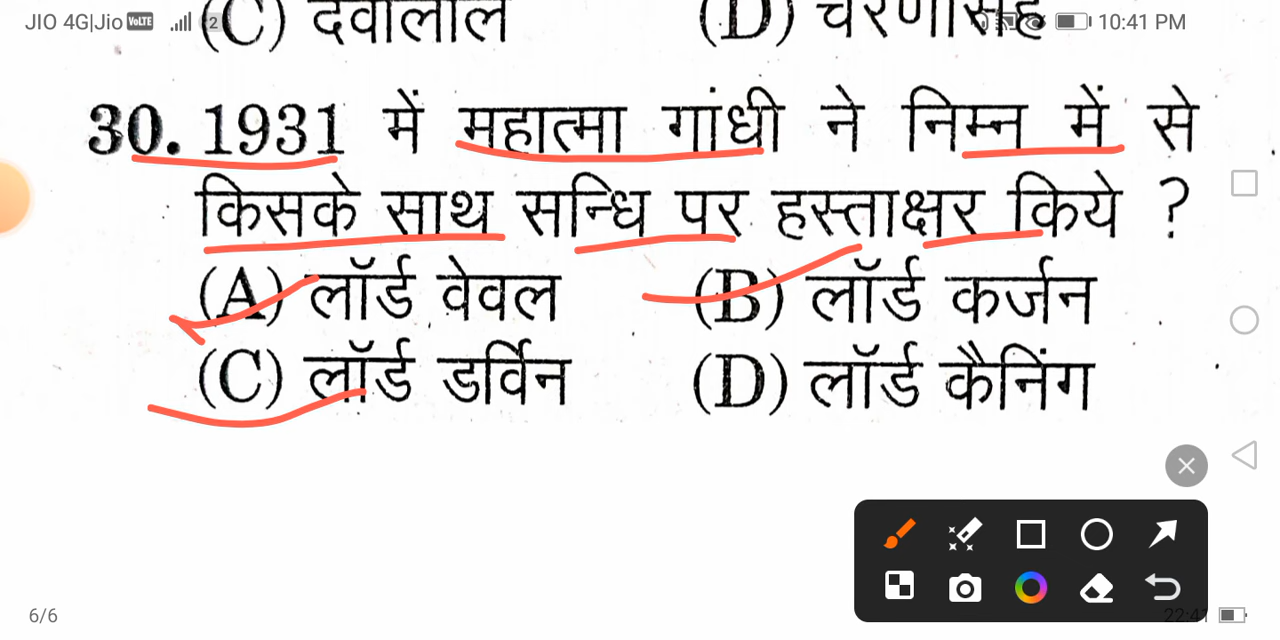 JIO 4G|Jio VoLTE 2 10:41 PM
(C) देवीलाल (D) चरणसिंह
30. 1931 में महात्मा गांधी ने निम्न में से
किसके साथ सन्धि पर हस्ताक्षर किये ?
(A) लॉर्ड वेवल (B) लॉर्ड कर्जन
(C) लॉर्ड डर्विन (D) लॉर्ड कैनिंग
6/6 22:41